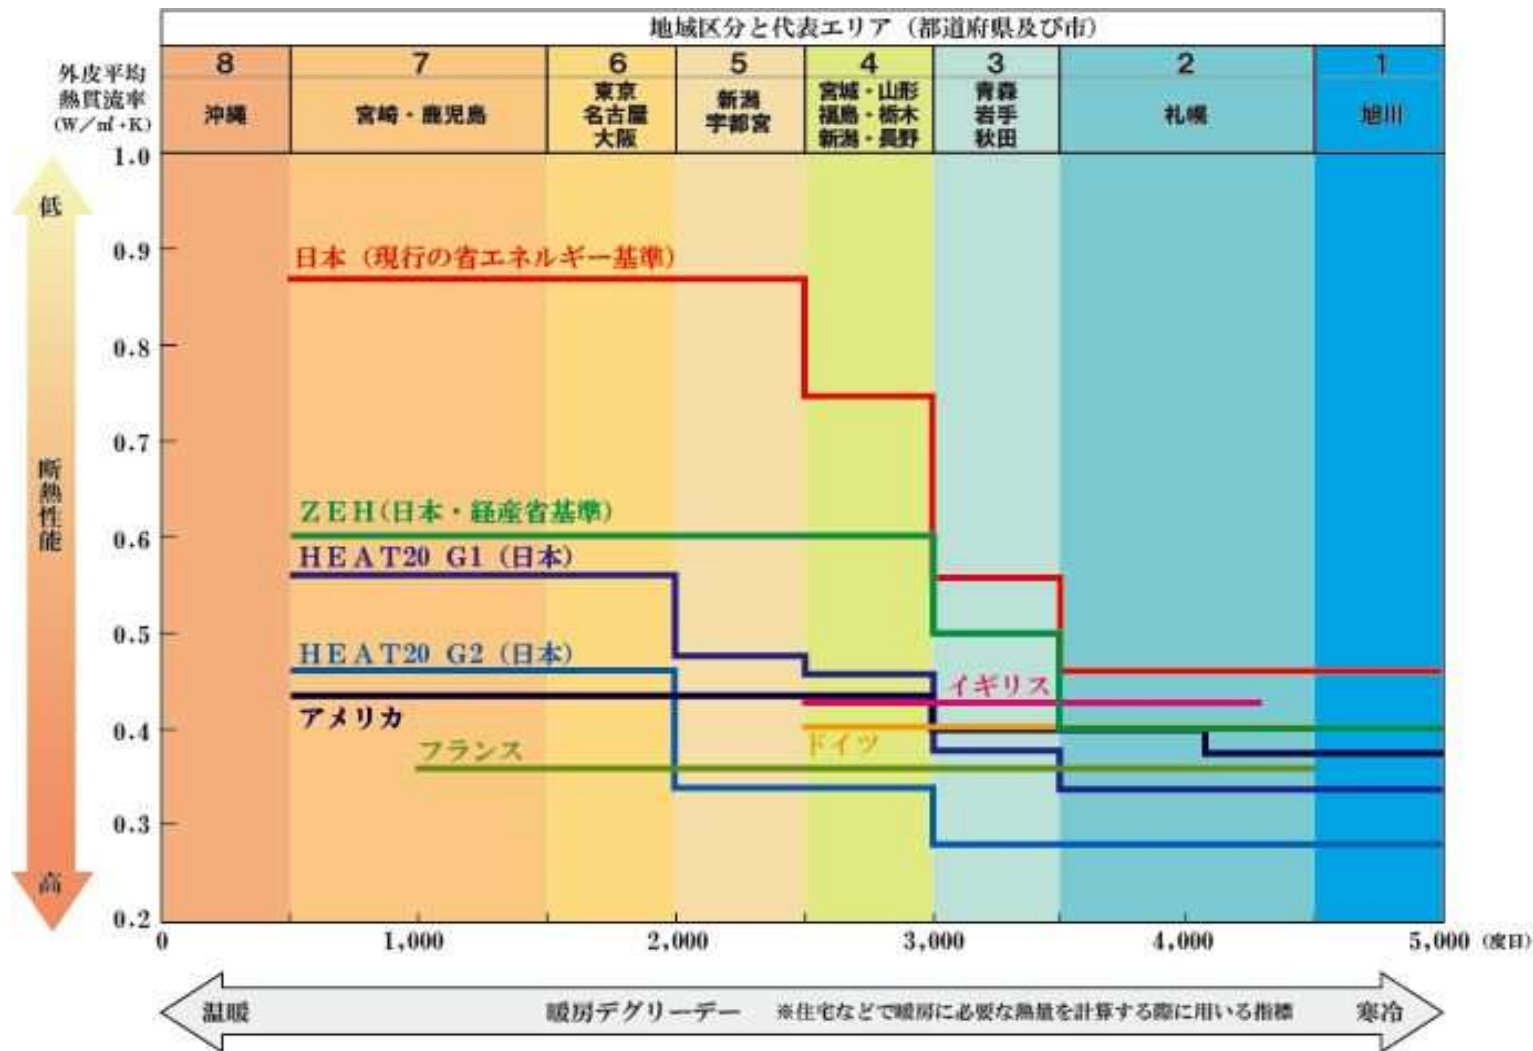 地域区分と代表エリア（都道府県及び市）
外皮平均
熱貫流率
(W／㎡・K)
8
沖縄
7
宮崎・鹿児島
6
東京
名古屋
大阪
5
新潟
宇都宮
4
宮城・山形
福島・栃木
新潟・長野
3
青森
岩手
秋田
2
札幌
1
旭川
1.0
0.9
0.8
0.7
0.6
0.5
0.4
0.3
0.2
低
断熱性能
高
日本（現行の省エネルギー基準）
ZEH(日本・経産省基準)
HEAT20 G1（日本）
HEAT20 G2（日本）
アメリカ
フランス
イギリス
ドイツ
0
1,000
2,000
3,000
4,000
5,000（度日）
温暖
暖房デグリーデー　※住宅などで暖房に必要な熱量を計算する際に用いる指標
寒冷